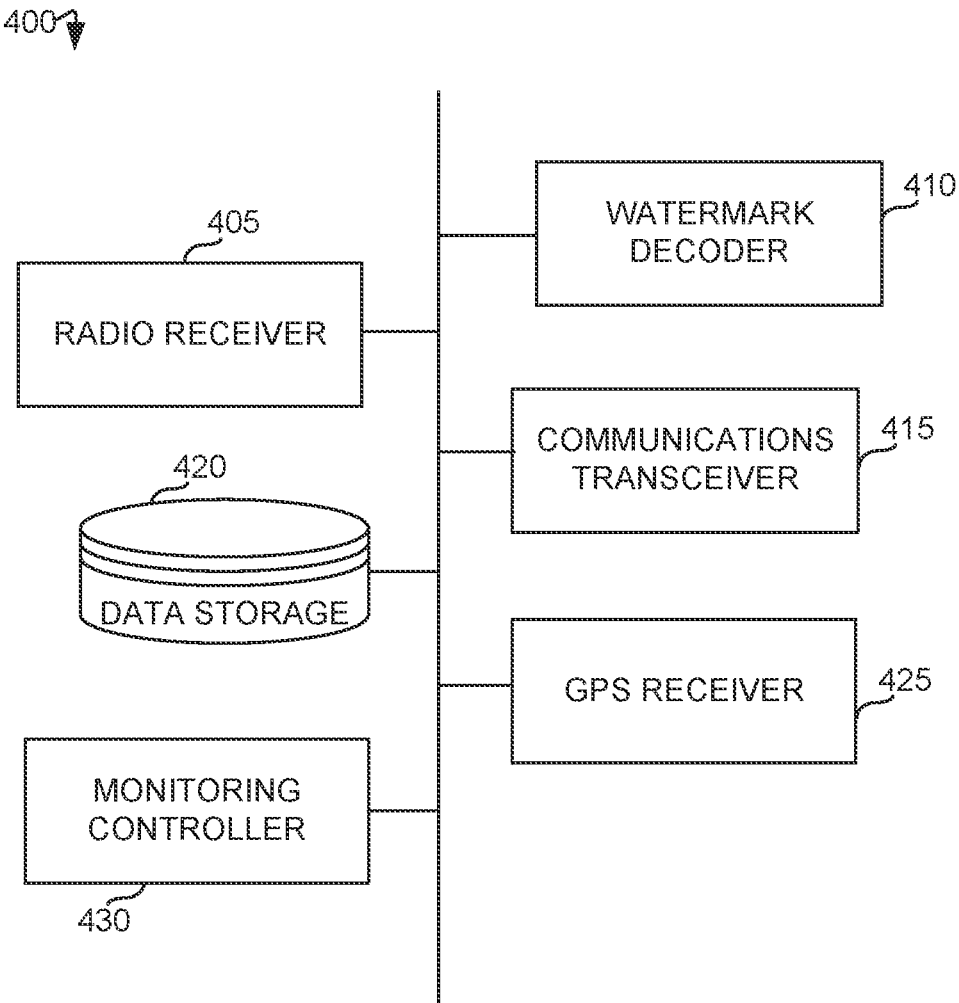 400
410
WATERMARK
DECODER
405
RADIO RECEIVER
415
COMMUNICATIONS
TRANSCEIVER
420
DATA STORAGE
425
GPS RECEIVER
MONITORING
CONTROLLER
430